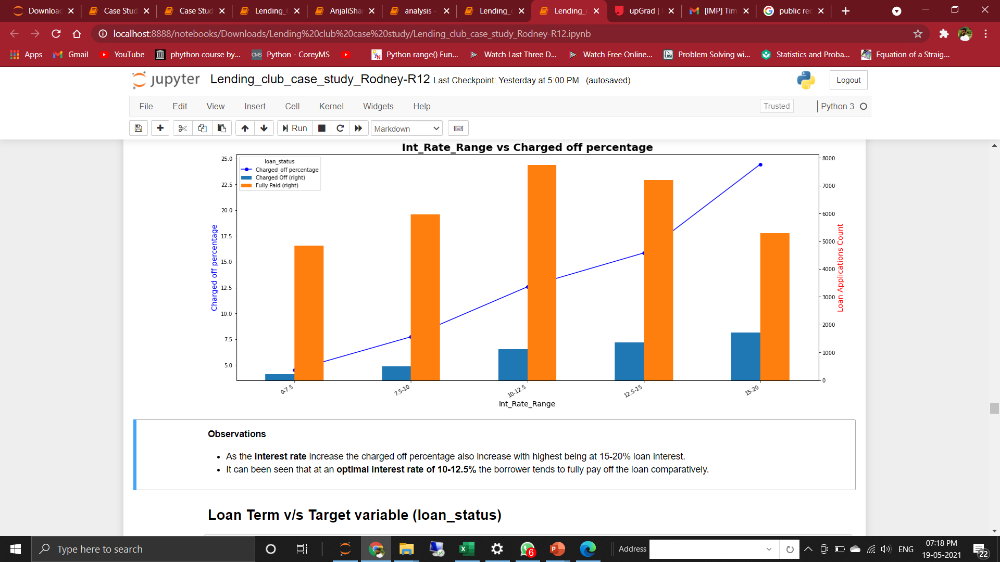 Downloac
Case Stud
Case Stud
Lending_
AnjaliSha
analysis -
Lending_
Lending_
upGrad |
[IMP] Tim
public re
localhost:8888/notebooks/Downloads/Lending%20club%20case%20study/Lending_club_case_study_Rodney-R12.ipynb
Apps
Gmail
YouTube
phython course by...
CMS
Python - CoreyMS
Python range() Fun...
Watch Last Three D...
Watch Free Online...
Problem Solving wi...
Statistics and Proba...
Equation of a Straig...
jupyter
Lending_club_case_study_Rodney-R12
Last Checkpoint: Yesterday at 5:00 PM (autosaved)
Logout
File
Edit
View
Insert
Cell
Kernel
Widgets
Help
Trusted
Python 3
Run
Markdown
Int_Rate_Range vs Charged off percentage
loan_status
Charged_off percentage
Charged Off (right)
Fully Paid (right)
25.0
22.5
20.0
17.5
15.0
12.5
10.0
7.5
5.0
Charged off percentage
8000
7000
6000
5000
4000
3000
2000
1000
0
Loan Applications Count
0-7.5
7.5-10
10-12.5
12.5-15
15-20
Int_Rate_Range
Observations
As the interest rate increase the charged off percentage also increase with highest being at 15-20% loan interest.
It can been seen that at an optimal interest rate of 10-12.5% the borrower tends to fully pay off the loan comparatively.
Loan Term v/s Target variable (loan_status)
Type here to search
6
Address
ENG
07:18 PM
19-05-2021
22